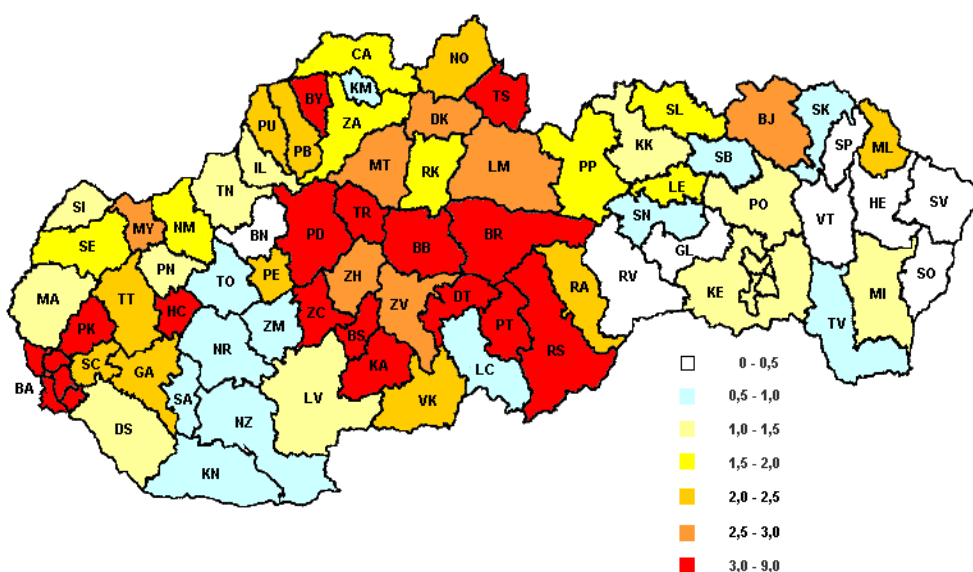 CA
NO
KM
BY
TS
ZA
PU
PB
DK
SL
BJ
SK
SP
ML
IL
MT
RK
LM
PP
KK
SB
TN
LE
SI
MY
NM
BN
PD
TR
BB
BR
SN
PO
VT
HE
SV
SE
PN
TO
PE
ZH
ZV
RA
RV
GL
SO
MA
TT
HC
ZM
ZC
DT
KE
MI
PK
BS
PT
TV
SC
GA
NR
KA
RS
LC
BA
SA
LV
VK
DS
NZ
KN
0 - 0,5
0,5 - 1,0
1,0 - 1,5
1,5 - 2,0
2,0 - 2,5
2,5 - 3,0
3,0 - 9,0